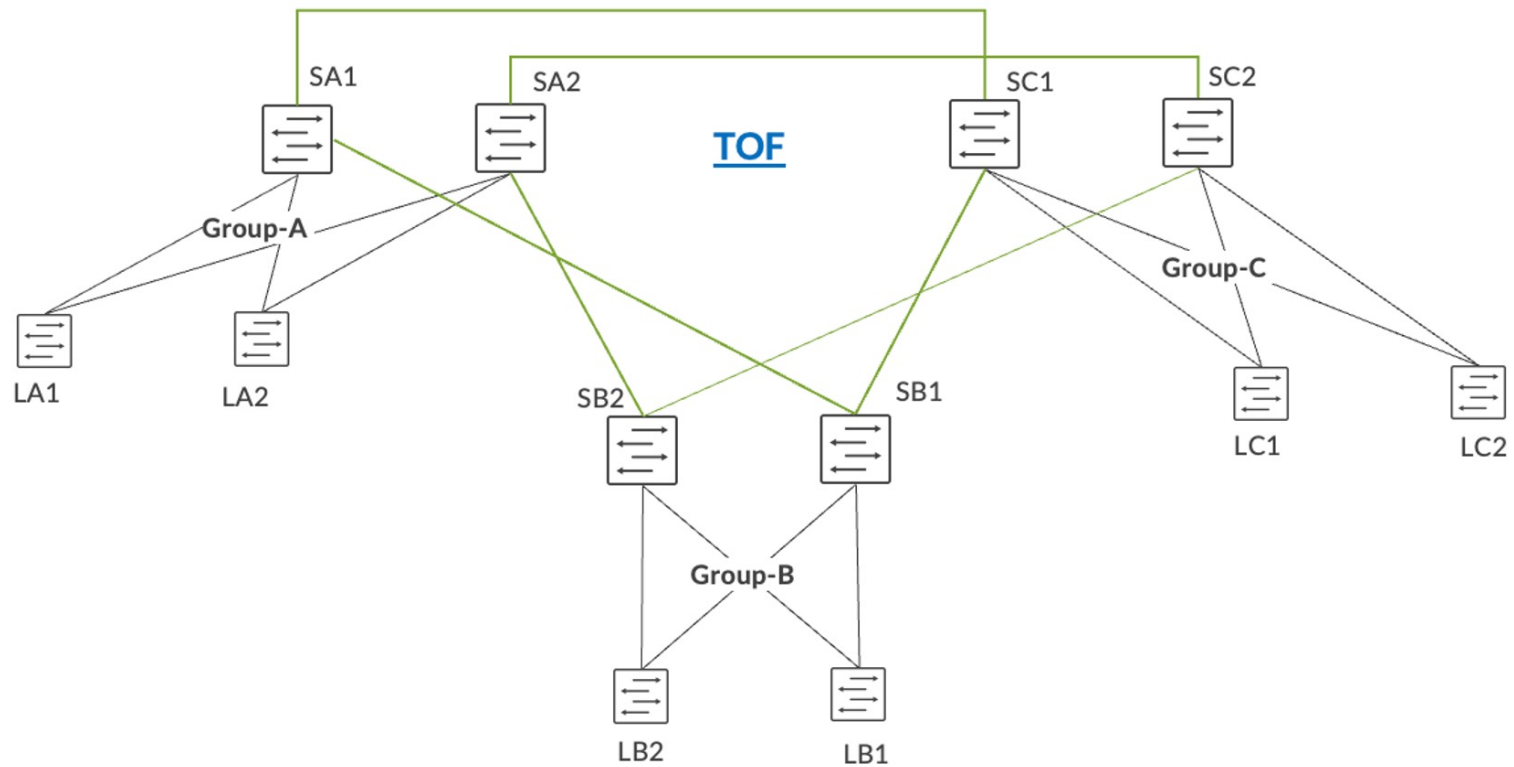 SA1
SA2
SC1
SC2
TOF
Group-A
Group-C
LA1
LA2
SB2
SB1
LC1
LC2
Group-B
LB2
LB1